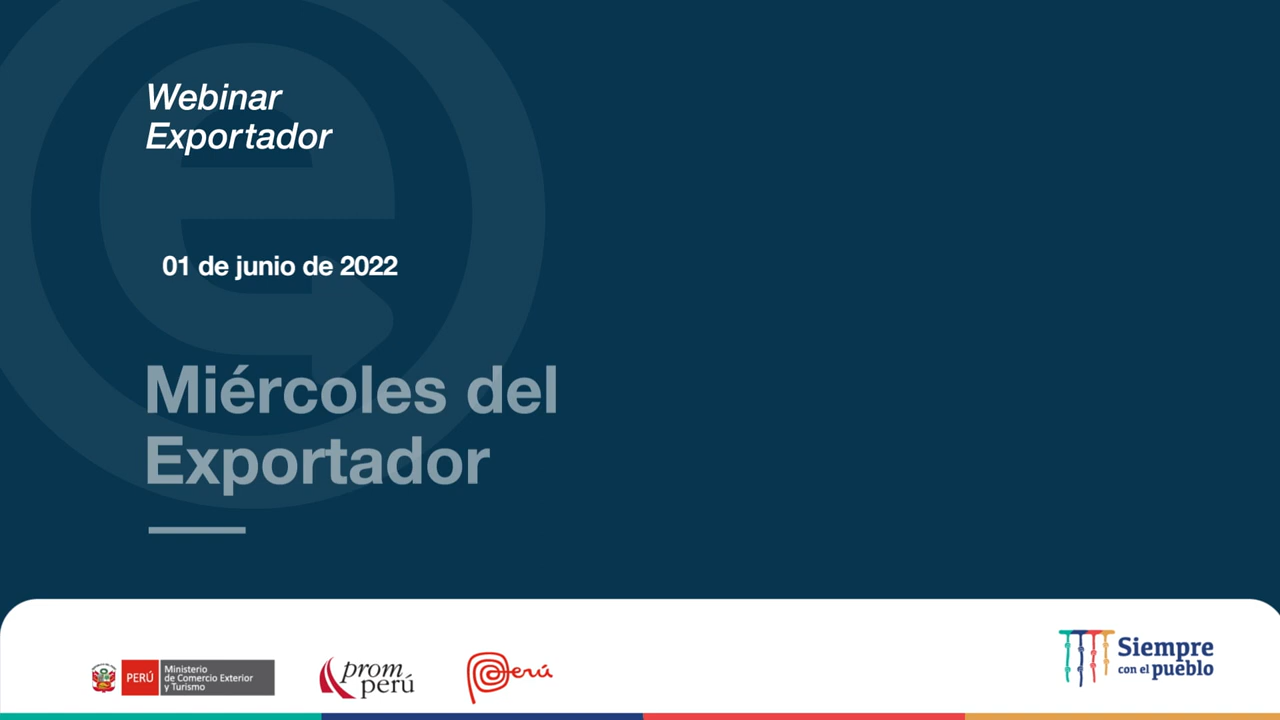 Webinar
Exportador
01 de junio de 2022
Miércoles del
Exportador
PERÚ
Ministerio
de Comercio Exterior
y Turismo
prom
perú
Perú
Siempre
con el pueblo